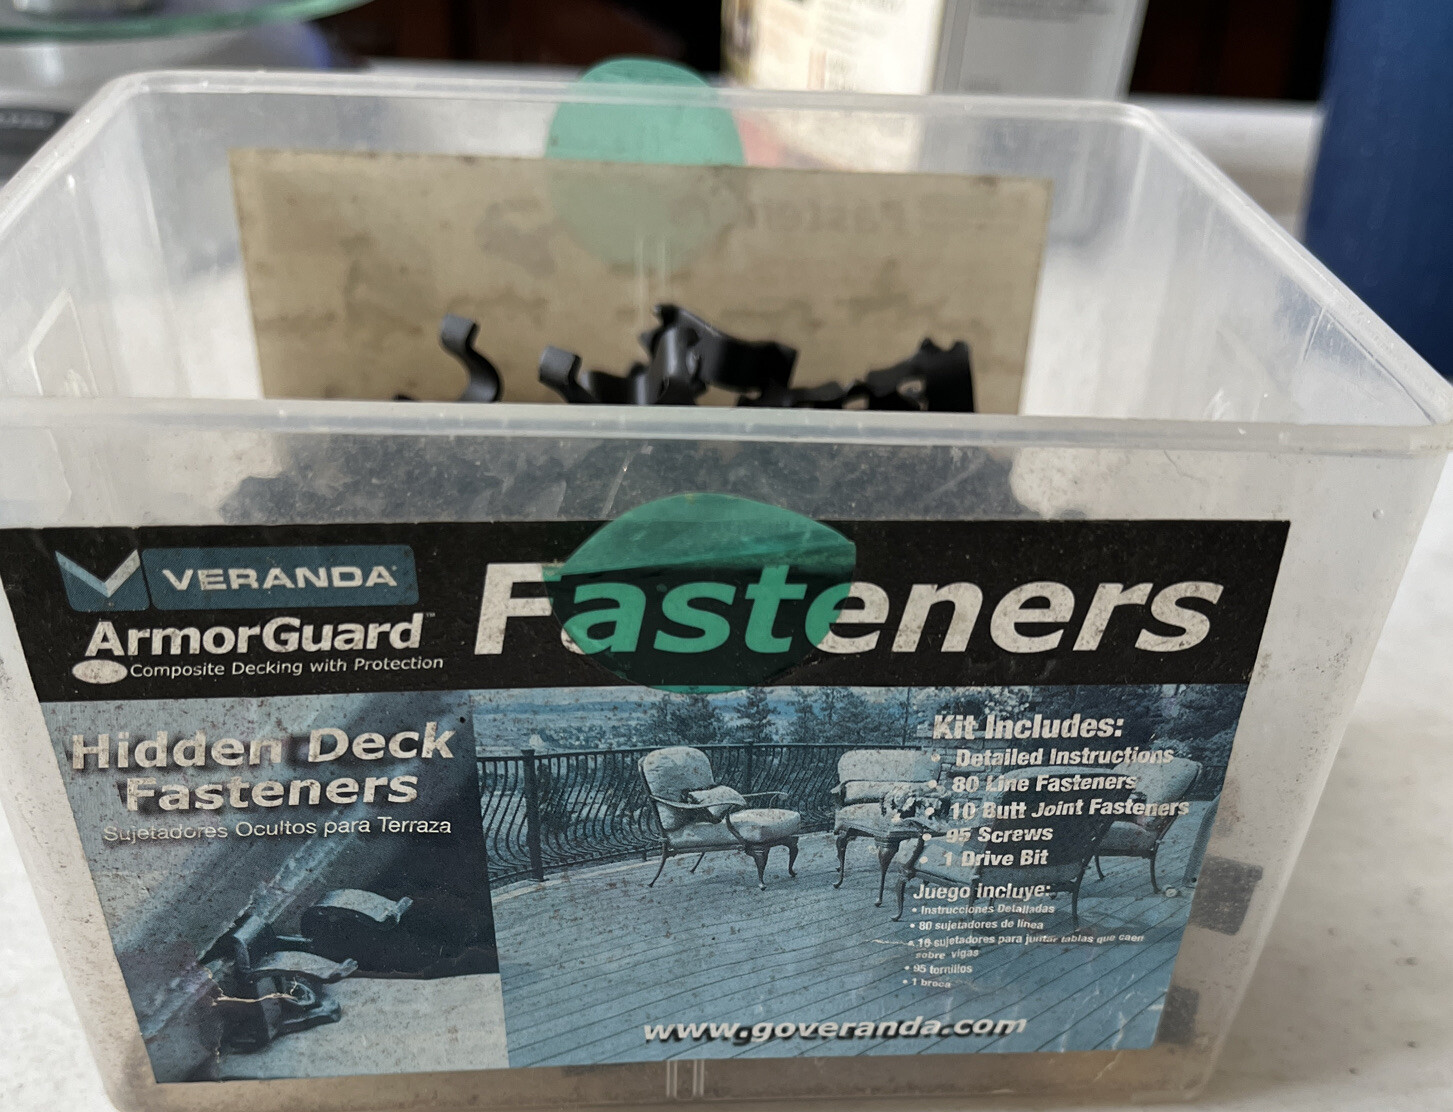 VERANDA
ArmorGuard™
Composite Decking with Protection
Fasteners
Hidden Deck
Fasteners
Sujetadores Ocultos para Terraza
Kit Includes:
• Detailed Instructions
• 80 Line Fasteners
• 10 Butt Joint Fasteners
• 95 Screws
• 1 Drive Bit
Juego incluye:
• Instrucciones Detalladas
• 80 sujetadores de línea
• 10 sujetadores para juntar tablas que caen
sobre vigas
• 95 tornillos
• 1 broca
www.goveranda.com